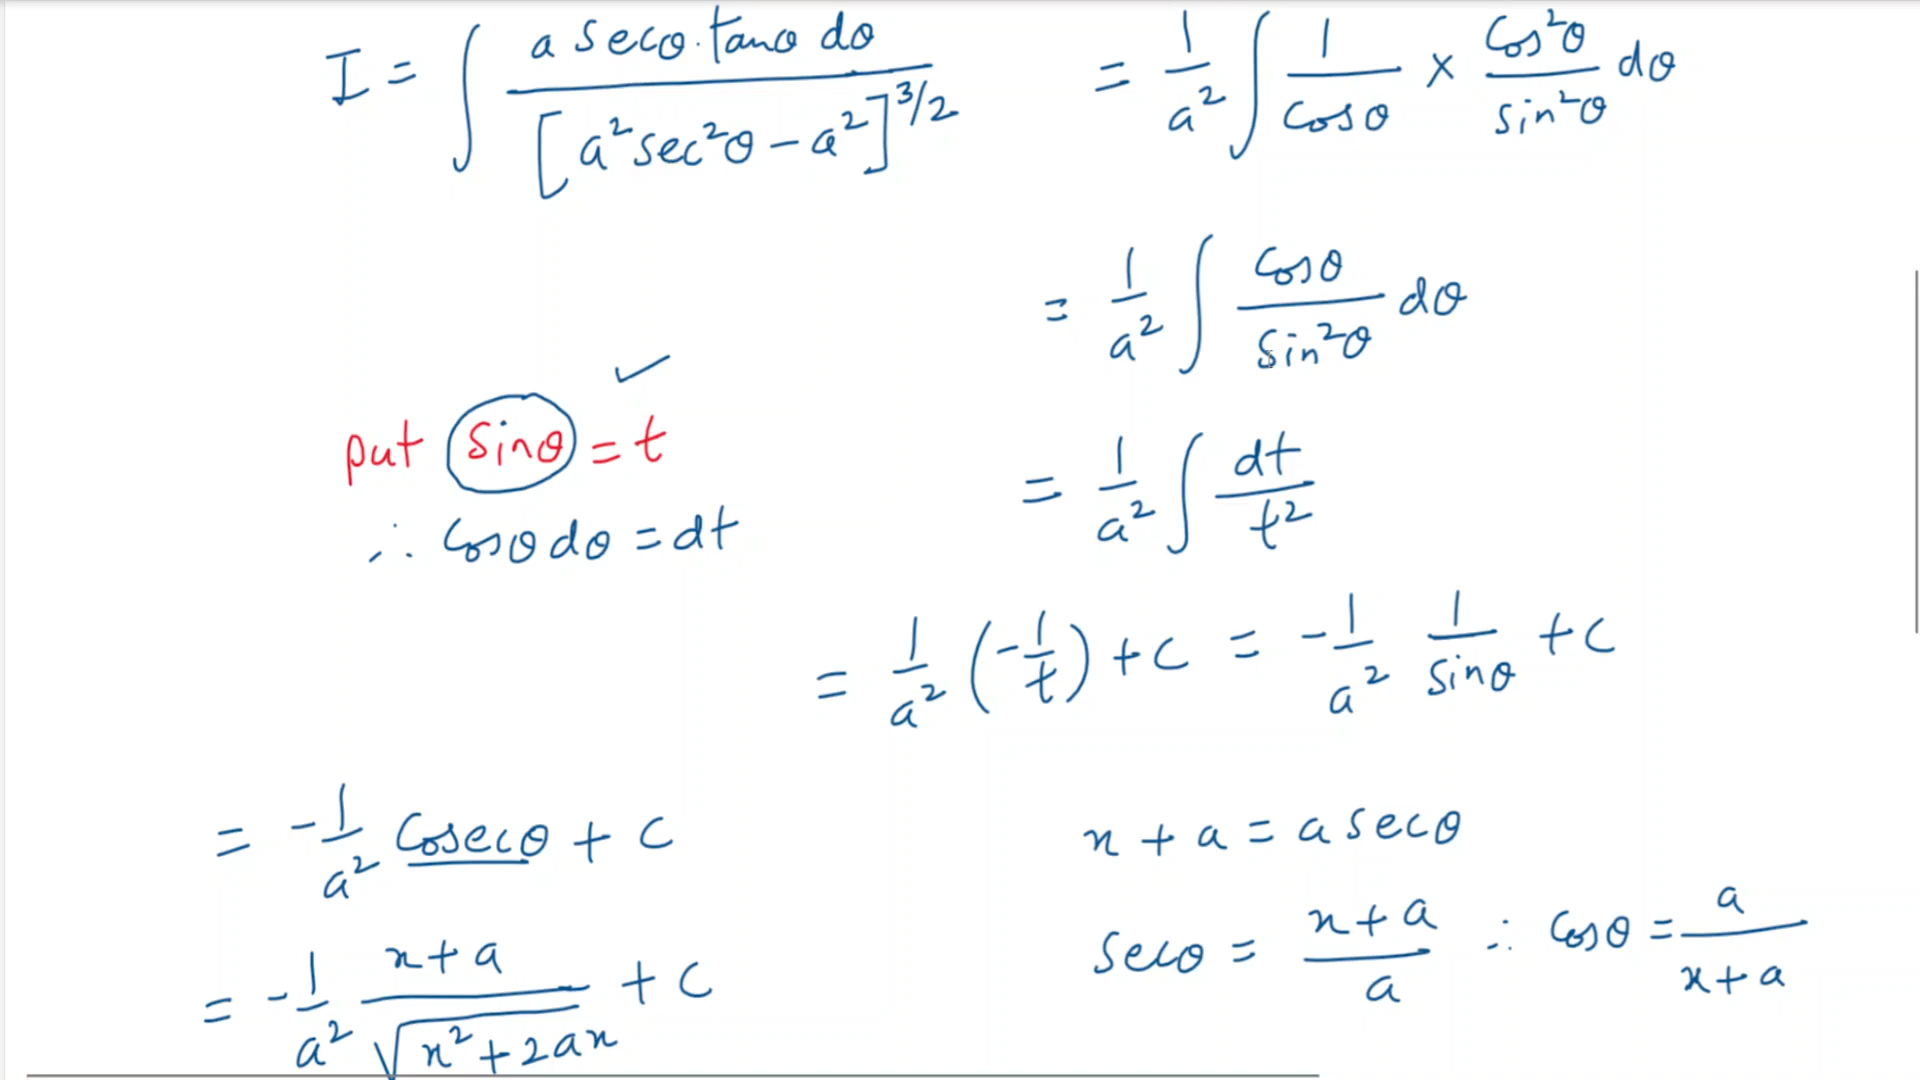 I = ∫ a secθ·tanθ dθ / [a²sec²θ − a²]^3/2
= 1/a² ∫ 1/cosθ × cos²θ/sin²θ dθ
= 1/a² ∫ cosθ/sin²θ dθ
✓
put sinθ = t
∴ cosθ dθ = dt
= 1/a² ∫ dt/t²
= 1/a² (−1/t) + c = −1/a² 1/sinθ + c
= −1/a² cosecθ + c
= −1/a² x+a/√x²+2ax + c
x + a = a secθ
secθ = x+a/a ∴ cosθ = a/x+a